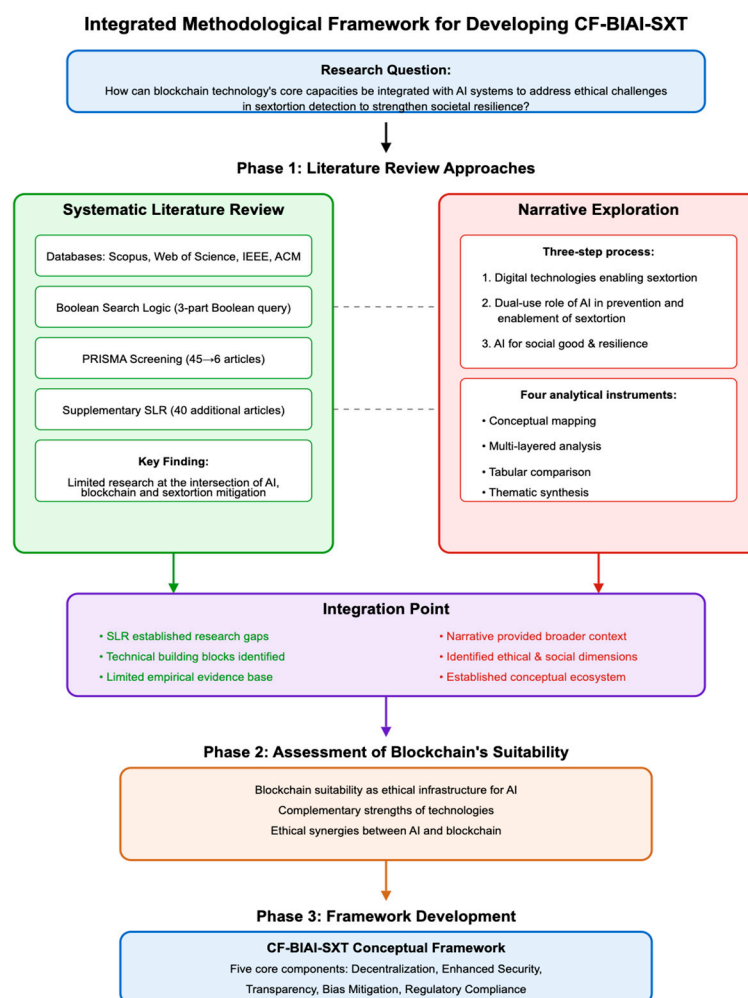 Integrated Methodological Framework for Developing CF-BIAI-SXT
Research Question:
How can blockchain technology's core capacities be integrated with AI systems to address ethical challenges
in sextortion detection to strengthen societal resilience?
Phase 1: Literature Review Approaches
Systematic Literature Review
Databases: Scopus, Web of Science, IEEE, ACM
Boolean Search Logic (3-part Boolean query)
PRISMA Screening (45→6 articles)
Supplementary SLR (40 additional articles)
Key Finding:
Limited research at the intersection of AI,
blockchain and sextortion mitigation
Narrative Exploration
Three-step process:
1. Digital technologies enabling sextortion
2. Dual-use role of AI in prevention and
enablement of sextortion
3. AI for social good & resilience
Four analytical instruments:
• Conceptual mapping
• Multi-layered analysis
• Tabular comparison
• Thematic synthesis
Integration Point
• SLR established research gaps
• Technical building blocks identified
• Limited empirical evidence base
• Narrative provided broader context
• Identified ethical & social dimensions
• Established conceptual ecosystem
Phase 2: Assessment of Blockchain's Suitability
Blockchain suitability as ethical infrastructure for AI
Complementary strengths of technologies
Ethical synergies between AI and blockchain
Phase 3: Framework Development
CF-BIAI-SXT Conceptual Framework
Five core components: Decentralization, Enhanced Security,
Transparency, Bias Mitigation, Regulatory Compliance